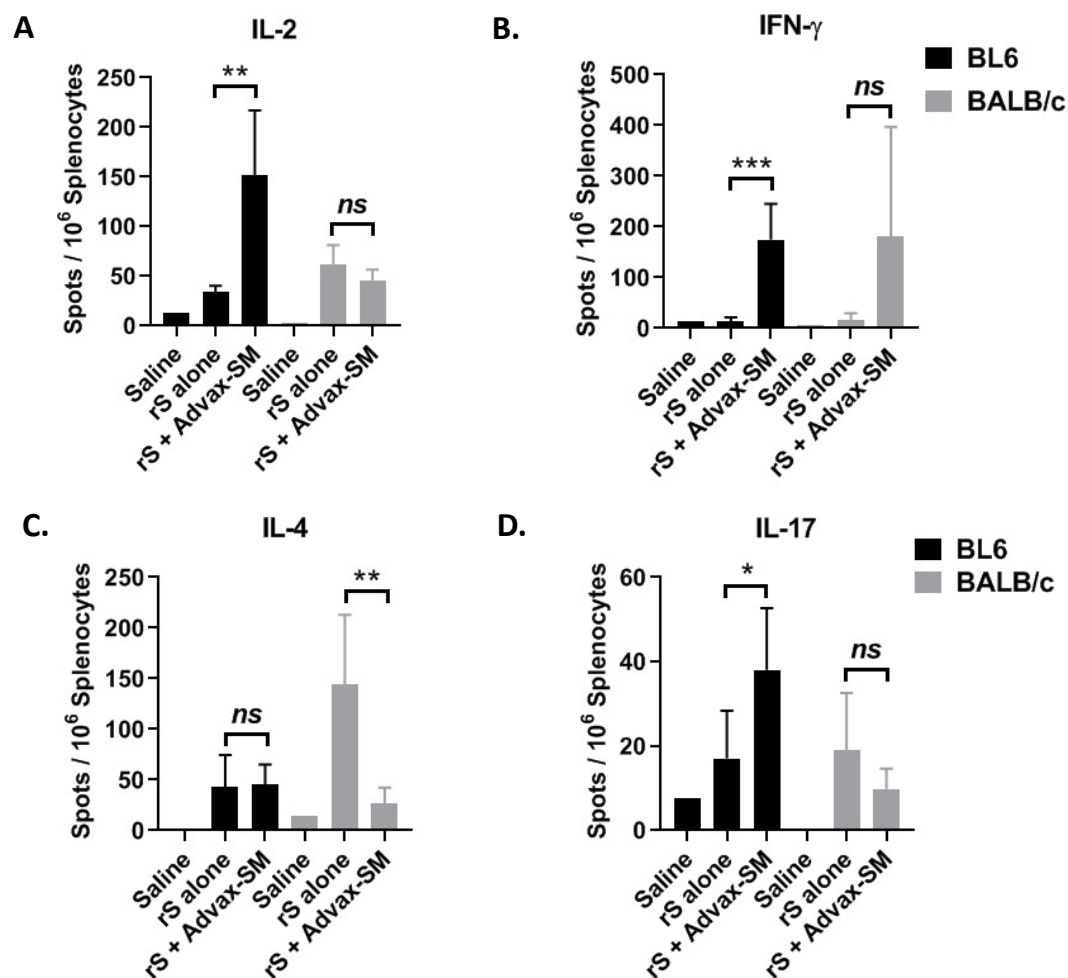 A
IL-2
Spots / 10⁶ Splenocytes
250
200
150
100
50
0
**
ns
Saline
rS alone
rS + Advax-SM
Saline
rS alone
rS + Advax-SM
B.
IFN-γ
Spots / 10⁶ Splenocytes
500
400
300
200
100
0
***
ns
Saline
rS alone
rS + Advax-SM
Saline
rS alone
rS + Advax-SM
BL6
BALB/c
C.
IL-4
Spots / 10⁶ Splenocytes
250
200
150
100
50
0
ns
**
Saline
rS alone
rS + Advax-SM
Saline
rS alone
rS + Advax-SM
D.
IL-17
Spots / 10⁶ Splenocytes
60
40
20
0
*
ns
Saline
rS alone
rS + Advax-SM
Saline
rS alone
rS + Advax-SM
BL6
BALB/c